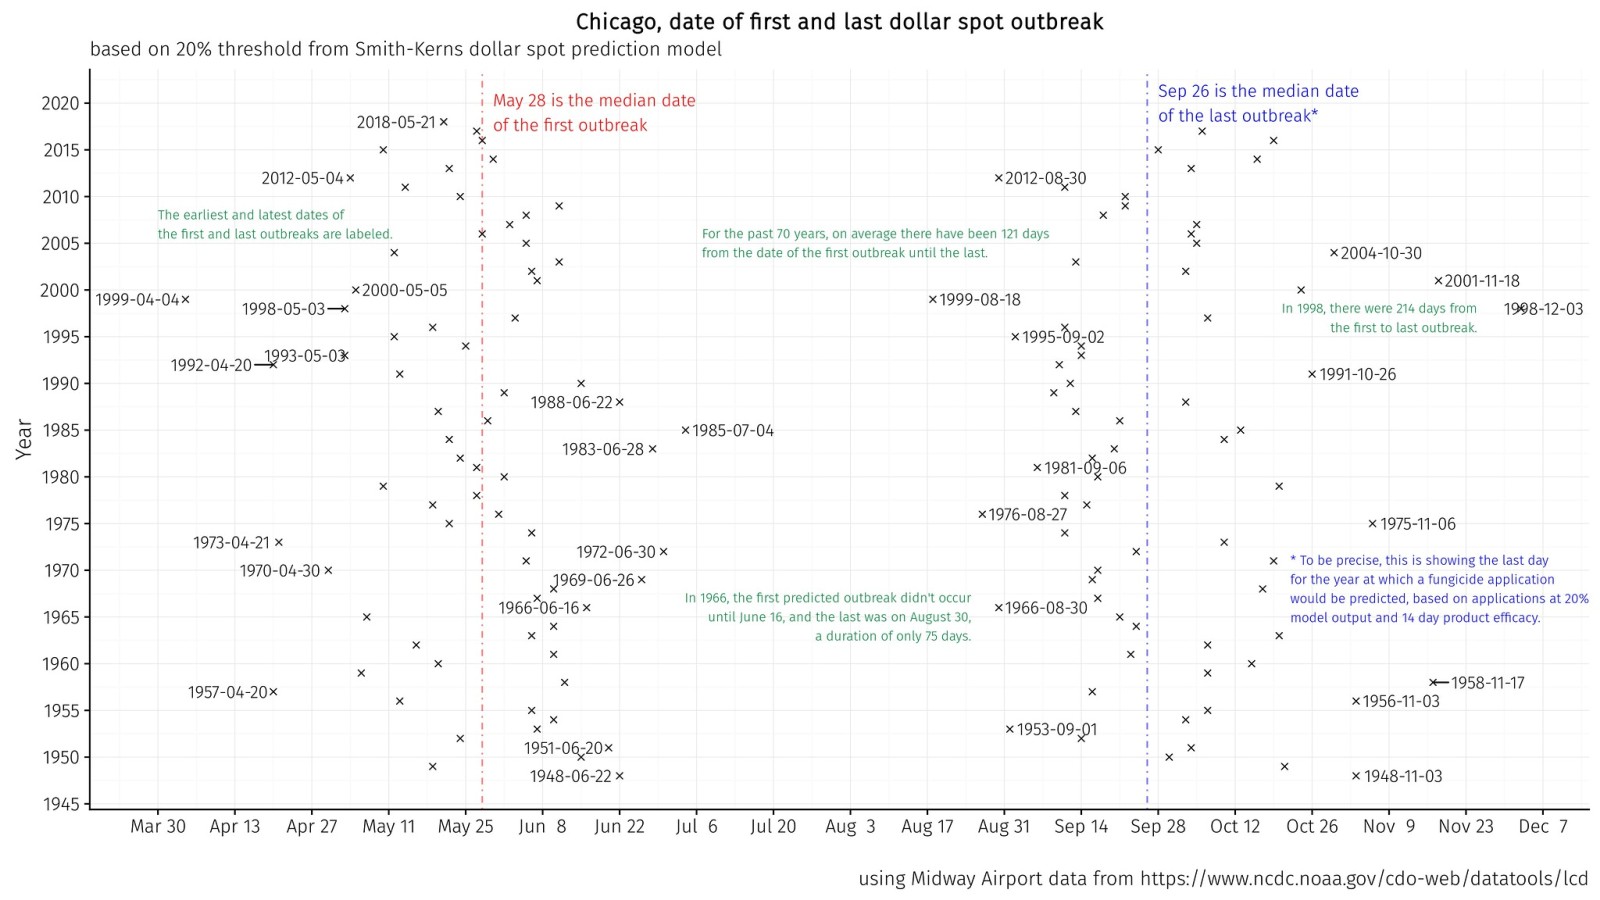 Chicago, date of first and last dollar spot outbreak
based on 20% threshold from Smith-Kerns dollar spot prediction model
May 28 is the median date
of the first outbreak
Sep 26 is the median date
of the last outbreak*
2020
2018-05-21
2015
2012-05-04
2012-08-30
2010
The earliest and latest dates of
the first and last outbreaks are labeled.
For the past 70 years, on average there have been 121 days
from the date of the first outbreak until the last.
2005
2004-10-30
2001-11-18
2000
2000-05-05
1999-04-04
1999-08-18
1998-05-03
In 1998, there were 214 days from
the first to last outbreak.
1998-12-03
1995
1995-09-02
1993-05-03
1992-04-20
1991-10-26
1990
1988-06-22
1985
1985-07-04
1983-06-28
1981-09-06
1980
1976-08-27
1975
1975-11-06
1973-04-21
1972-06-30
1970
1970-04-30
1969-06-26
* To be precise, this is showing the last day
for the year at which a fungicide application
would be predicted, based on applications at 20%
model output and 14 day product efficacy.
1966-06-16
In 1966, the first predicted outbreak didn't occur
until June 16, and the last was on August 30,
a duration of only 75 days.
1966-08-30
1965
1960
1958-11-17
1957-04-20
1956-11-03
1955
1953-09-01
1951-06-20
1950
1948-06-22
1948-11-03
1945
Year
Mar 30 Apr 13 Apr 27 May 11 May 25 Jun 8 Jun 22 Jul 6 Jul 20 Aug 3 Aug 17 Aug 31 Sep 14 Sep 28 Oct 12 Oct 26 Nov 9 Nov 23 Dec 7
using Midway Airport data from https://www.ncdc.noaa.gov/cdo-web/datatools/lcd